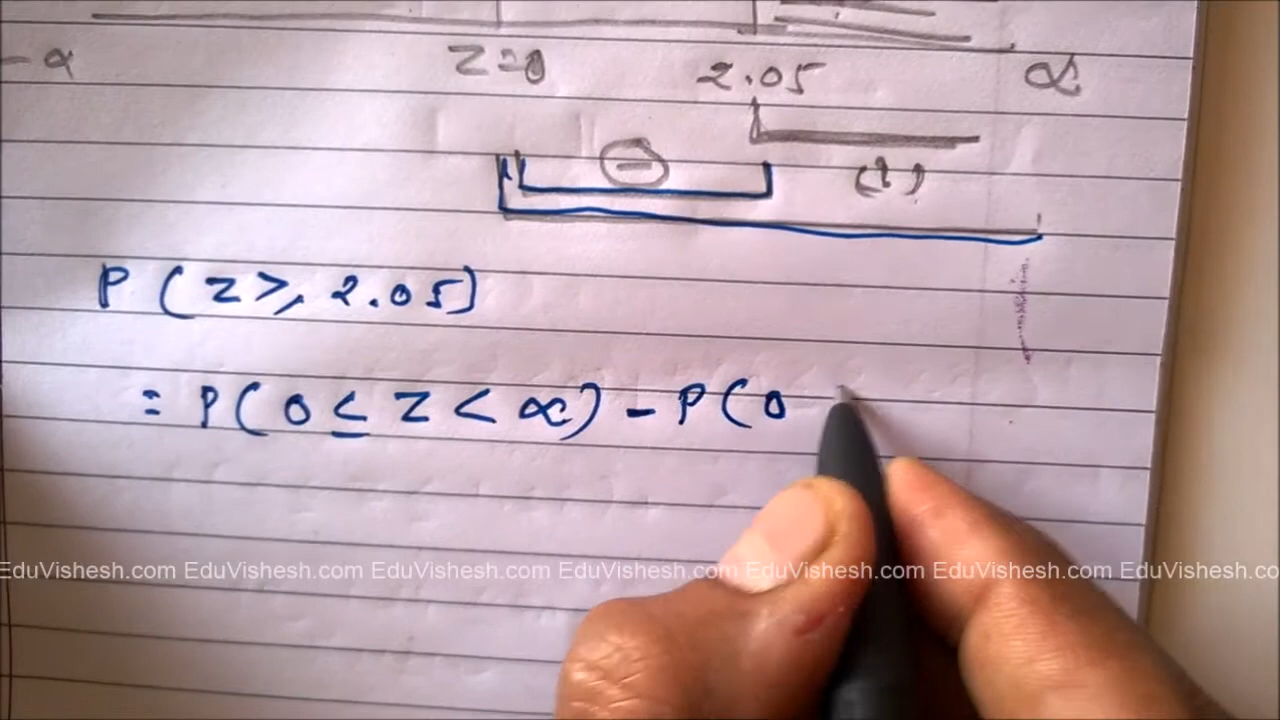 -α Z=0 2.05 α
(-) (?)
P(Z≥, 2.05)
= P(0 ≤ Z < α) - P(0
EduVishesh.com EduVishesh.com EduVishesh.com EduVishesh.com EduVishesh.com EduVishesh.com EduVishesh.co